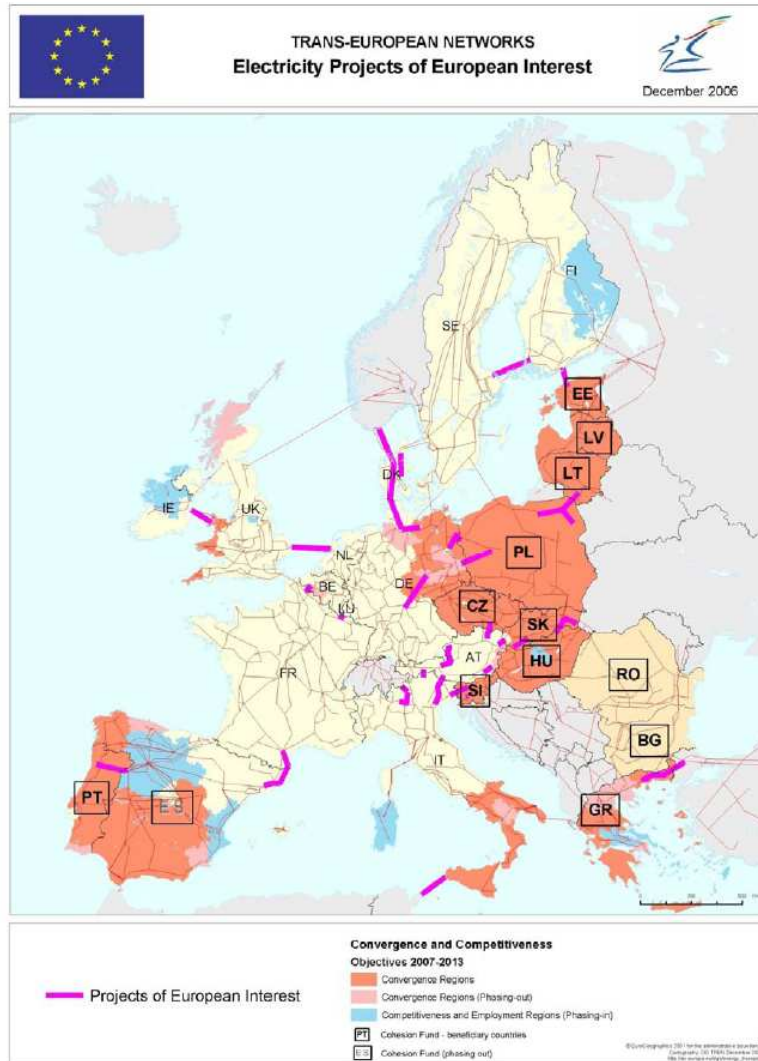 TRANS-EUROPEAN NETWORKS
Electricity Projects of European Interest
December 2006
FI
SE
EE
LV
LT
DK
IE
UK
NL
PL
BE
DE
LU
CZ
SK
FR
AT
HU
SI
RO
BG
IT
PT
ES
GR
0
Convergence and Competitiveness
Objectives 2007-2013
Projects of European Interest
Convergence Regions
Convergence Regions (Phasing-out)
Competitiveness and Employment Regions (Phasing-in)
PT Cohesion Fund - beneficiary countries
ES Cohesion Fund (phasing out)